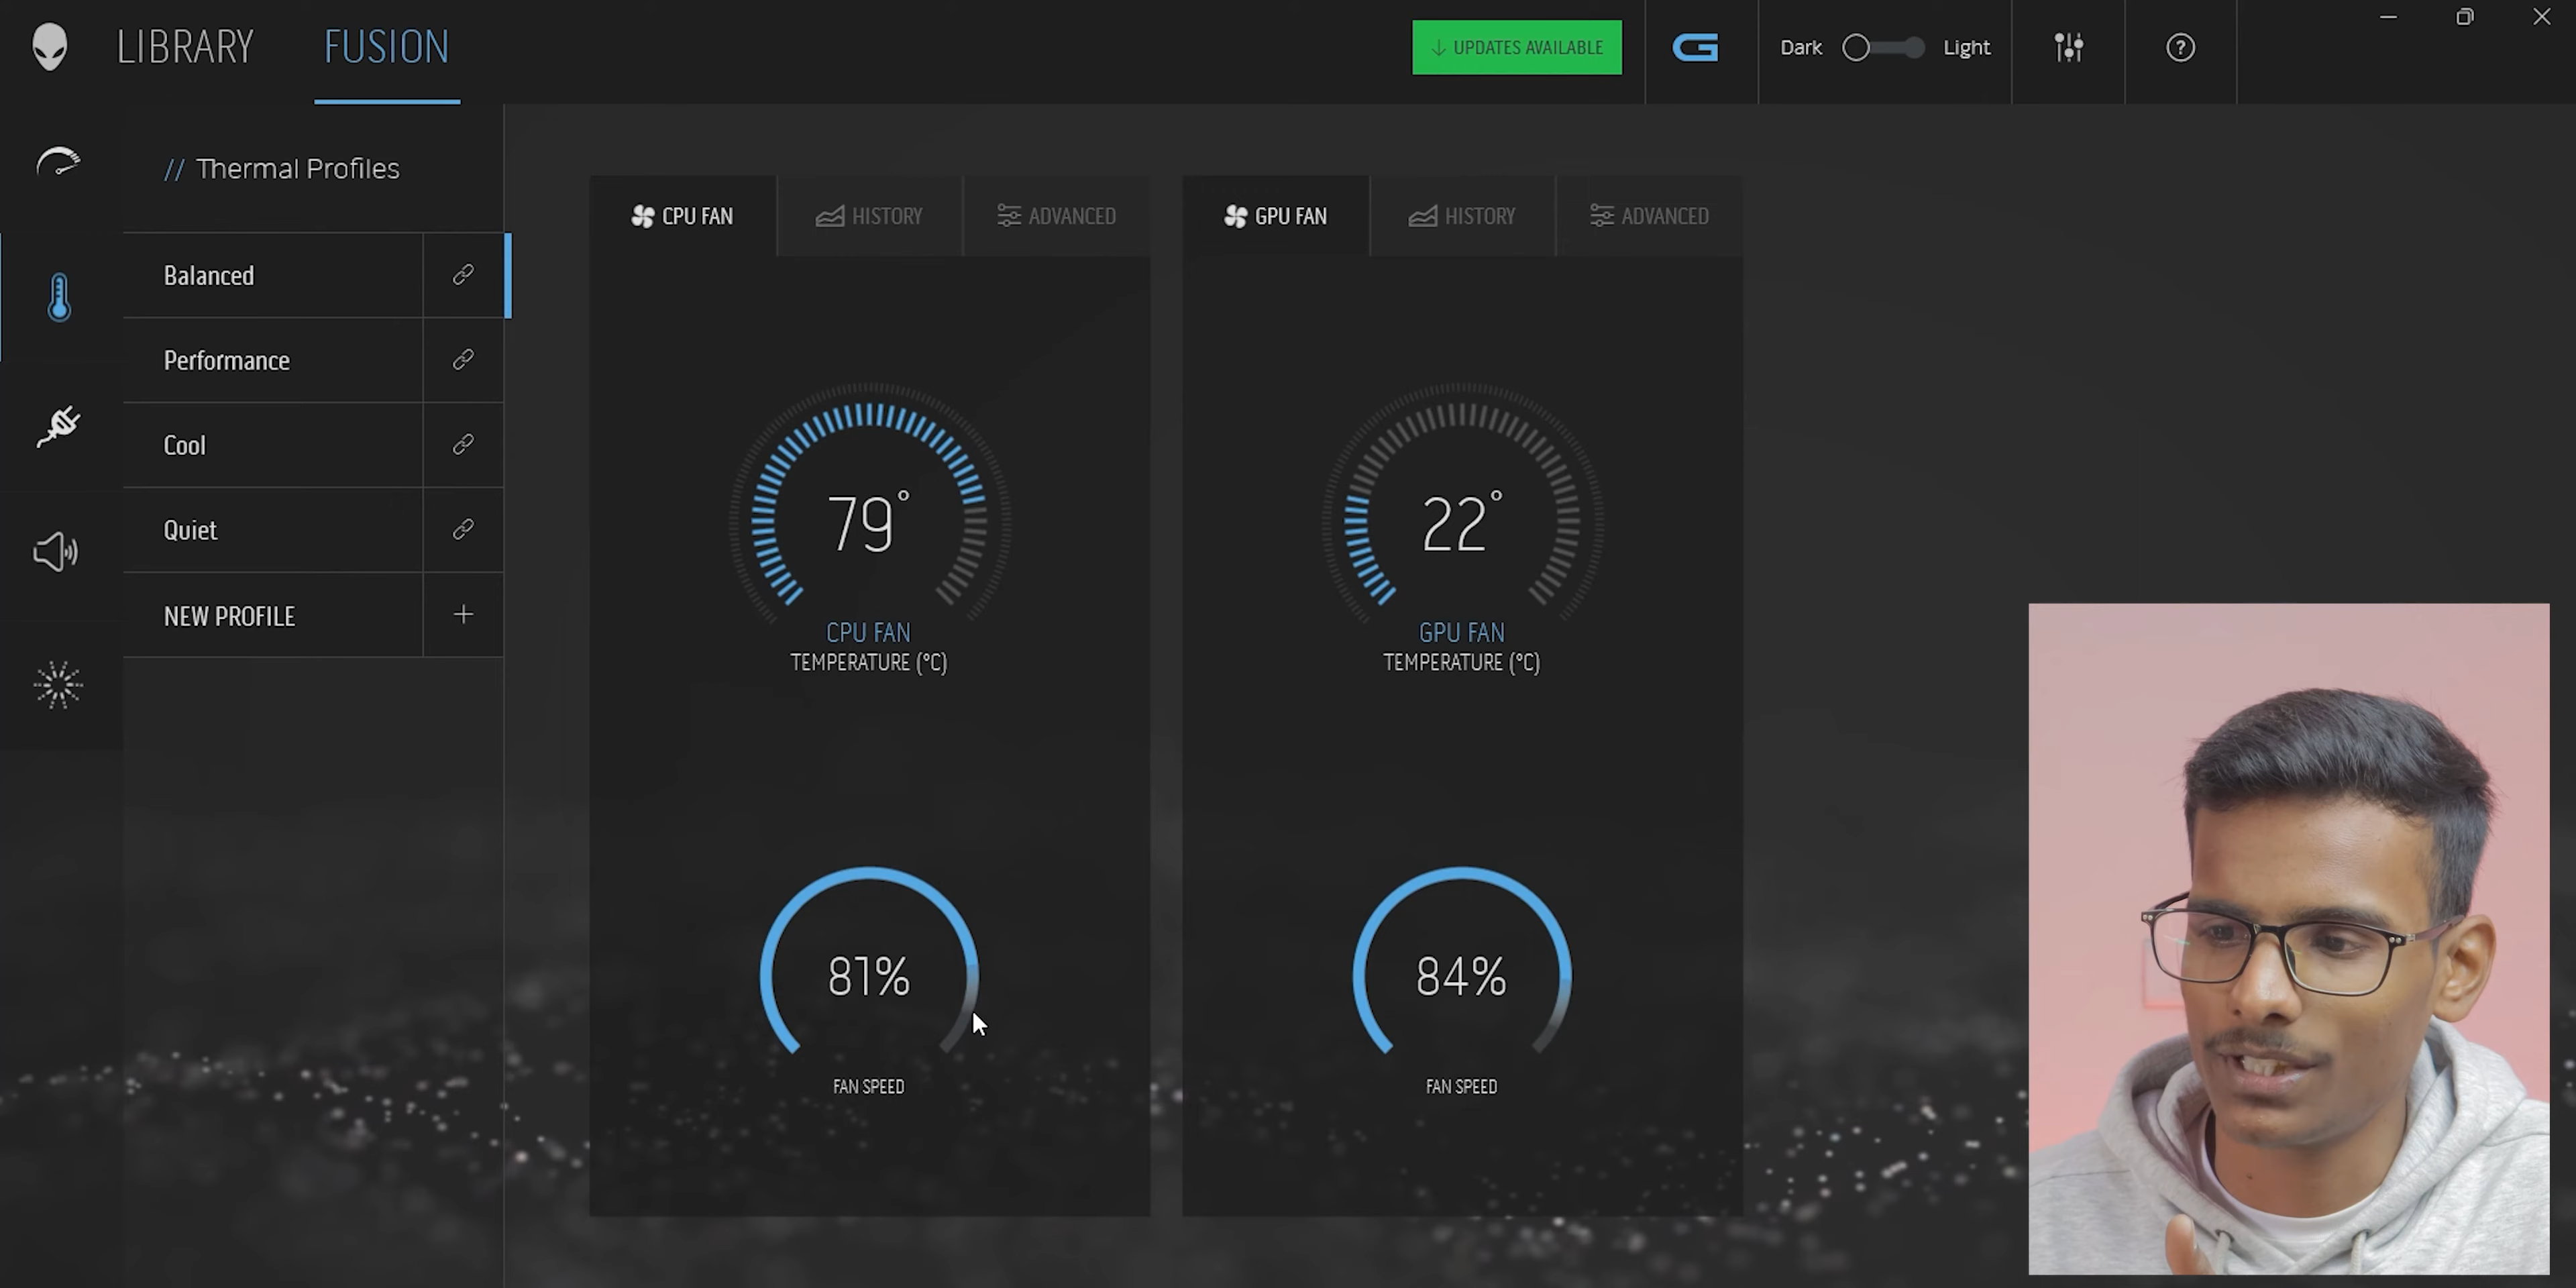 LIBRARY
FUSION
↓ UPDATES AVAILABLE
Dark
Light
// Thermal Profiles
Balanced
Performance
Cool
Quiet
NEW PROFILE +
CPU FAN
HISTORY
ADVANCED
79°
CPU FAN
TEMPERATURE (°C)
81%
FAN SPEED
GPU FAN
HISTORY
ADVANCED
22°
GPU FAN
TEMPERATURE (°C)
84%
FAN SPEED